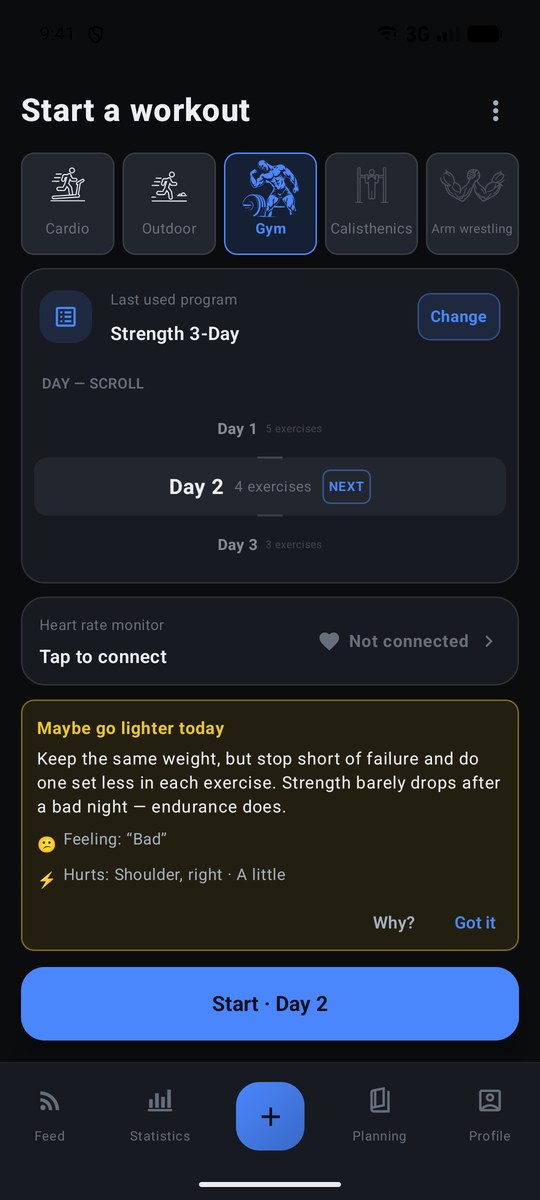 9:41
3G
Start a workout
Cardio
Outdoor
Gym
Calisthenics
Arm wrestling
Last used program
Strength 3-Day
Change
DAY — SCROLL
Day 1 5 exercises
Day 2 4 exercises NEXT
Day 3 3 exercises
Heart rate monitor
Tap to connect
Not connected
Maybe go lighter today
Keep the same weight, but stop short of failure and do
one set less in each exercise. Strength barely drops after
a bad night — endurance does.
Feeling: “Bad”
Hurts: Shoulder, right · A little
Why?
Got it
Start · Day 2
Feed
Statistics
Planning
Profile